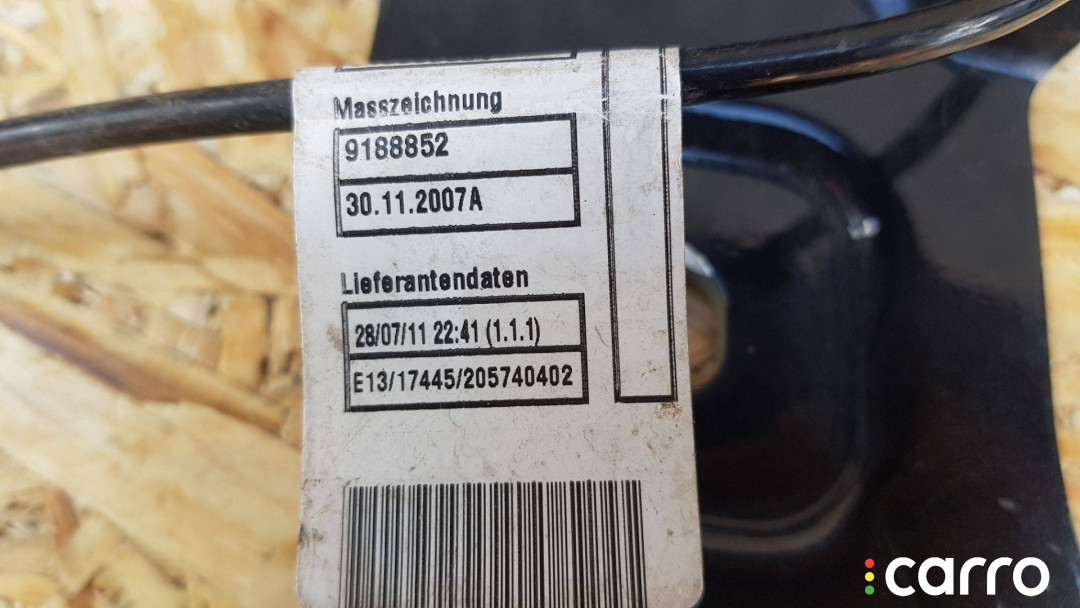 Masszeichnung
9188852
30.11.2007A
Lieferantendaten
28/07/11 22:41 (1.1.1)
E13/17445/205740402
carro